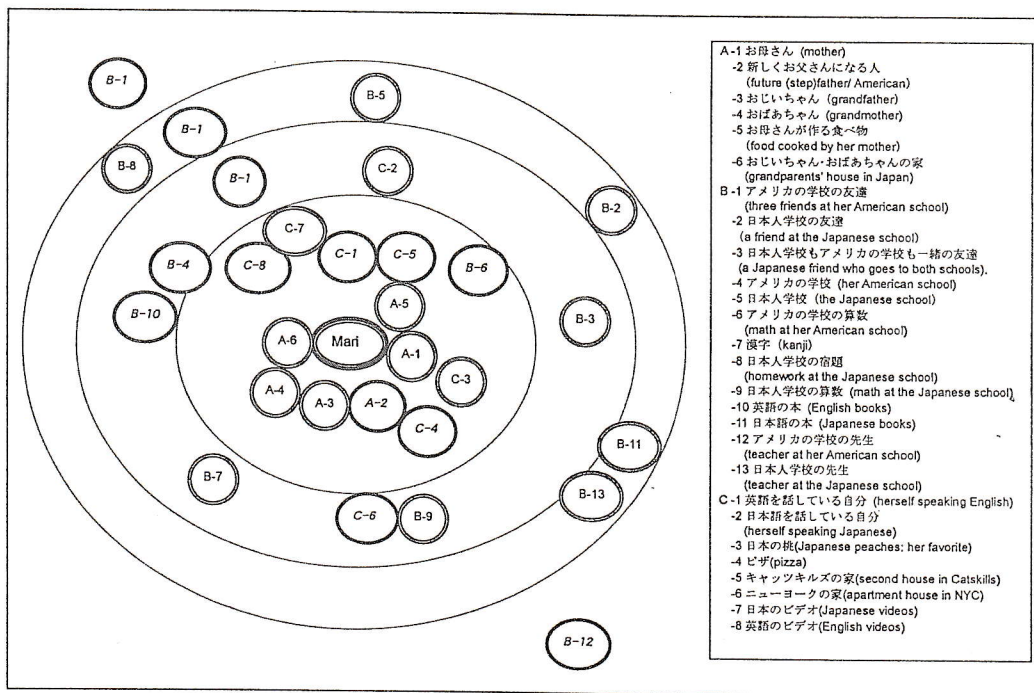 B-1
B-5
B-1
B-8
B-1
C-2
B-2
C-7
C-1
C-5
B-4
C-8
B-6
A-5
B-10
B-3
A-6
Mari
A-1
C-3
A-4
A-3
A-2
C-4
B-11
B-7
B-13
C-6
B-9
B-12
A-1 お母さん (mother)
-2 新しくお父さんになる人
(future (step)father/ American)
-3 おじいちゃん (grandfather)
-4 おばあちゃん (grandmother)
-5 お母さんが作る食べ物
(food cooked by her mother)
-6 おじいちゃん・おばあちゃんの家
(grandparents' house in Japan)
B-1 アメリカの学校の友達
(three friends at her American school)
-2 日本人学校の友達
(a friend at the Japanese school)
-3 日本人学校もアメリカの学校も一緒の友達
(a Japanese friend who goes to both schools).
-4 アメリカの学校 (her American school)
-5 日本人学校 (the Japanese school)
-6 アメリカの学校の算数
(math at her American school)
-7 漢字 (kanji)
-8 日本人学校の宿題
(homework at the Japanese school)
-9 日本人学校の算数 (math at the Japanese school)
-10 英語の本 (English books)
-11 日本語の本 (Japanese books)
-12 アメリカの学校の先生
(teacher at her American school)
-13 日本人学校の先生
(teacher at the Japanese school)
C-1 英語を話している自分 (herself speaking English)
-2 日本語を話している自分
(herself speaking Japanese)
-3 日本の桃(Japanese peaches: her favorite)
-4 ピザ(pizza)
-5 キャッツキルズの家(second house in Catskills)
-6 ニューヨークの家(apartment house in NYC)
-7 日本のビデオ(Japanese videos)
-8 英語のビデオ(English videos)